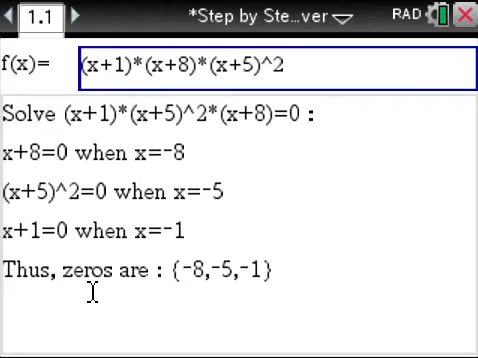 1.1 *Step by Ste...ver RAD
f(x)= (x+1)*(x+8)*(x+5)^2
Solve (x+1)*(x+5)^2*(x+8)=0 :
x+8=0 when x=⁻8
(x+5)^2=0 when x=⁻5
x+1=0 when x=⁻1
Thus, zeros are : {⁻8,⁻5,⁻1}